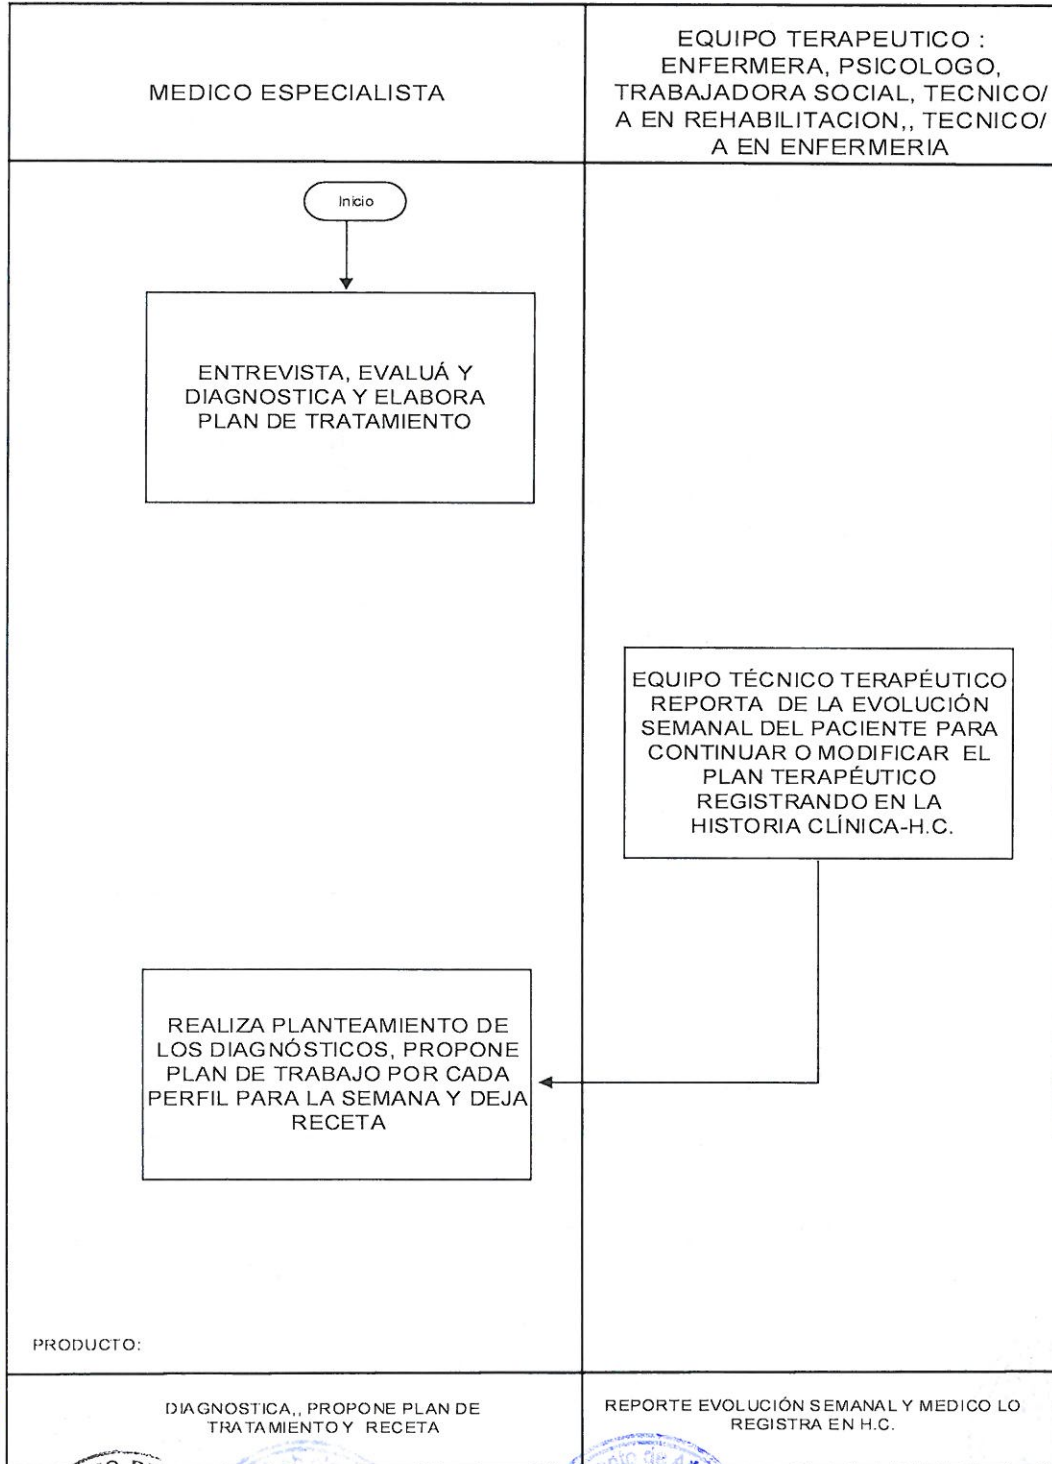 MEDICO ESPECIALISTA
EQUIPO TERAPEUTICO :
ENFERMERA, PSICOLOGO,
TRABAJADORA SOCIAL, TECNICO/
A EN REHABILITACION,, TECNICO/
A EN ENFERMERIA
Inicio
ENTREVISTA, EVALUÁ Y
DIAGNOSTICA Y ELABORA
PLAN DE TRATAMIENTO
EQUIPO TÉCNICO TERAPÉUTICO
REPORTA DE LA EVOLUCIÓN
SEMANAL DEL PACIENTE PARA
CONTINUAR O MODIFICAR EL
PLAN TERAPÉUTICO
REGISTRANDO EN LA
HISTORIA CLÍNICA-H.C.
REALIZA PLANTEAMIENTO DE
LOS DIAGNÓSTICOS, PROPONE
PLAN DE TRABAJO POR CADA
PERFIL PARA LA SEMANA Y DEJA
RECETA
PRODUCTO:
DIAGNOSTICA,, PROPONE PLAN DE
TRATAMIENTO Y RECETA
REPORTE EVOLUCIÓN SEMANAL Y MEDICO LO
REGISTRA EN H.C.